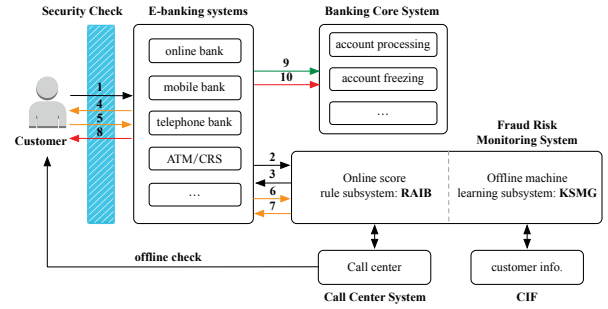 Security Check
E-banking systems
Banking Core System
online bank
mobile bank
telephone bank
ATM/CRS
...
9
10
account processing
account freezing
...
1
4
5
8
Customer
2
3
6
7
Fraud Risk
Monitoring System
Online score
rule subsystem: RAIB
Offline machine
learning subsystem: KSMG
offline check
Call center
customer info.
Call Center System
CIF